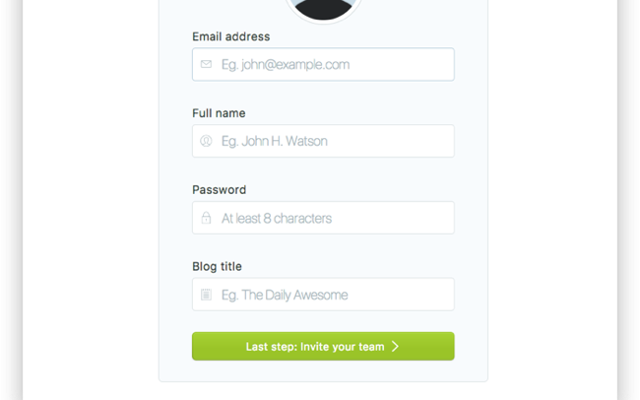 Email address
Eg. john@example.com
Full name
Eg. John H. Watson
Password
At least 8 characters
Blog title
Eg. The Daily Awesome
Last step: Invite your team